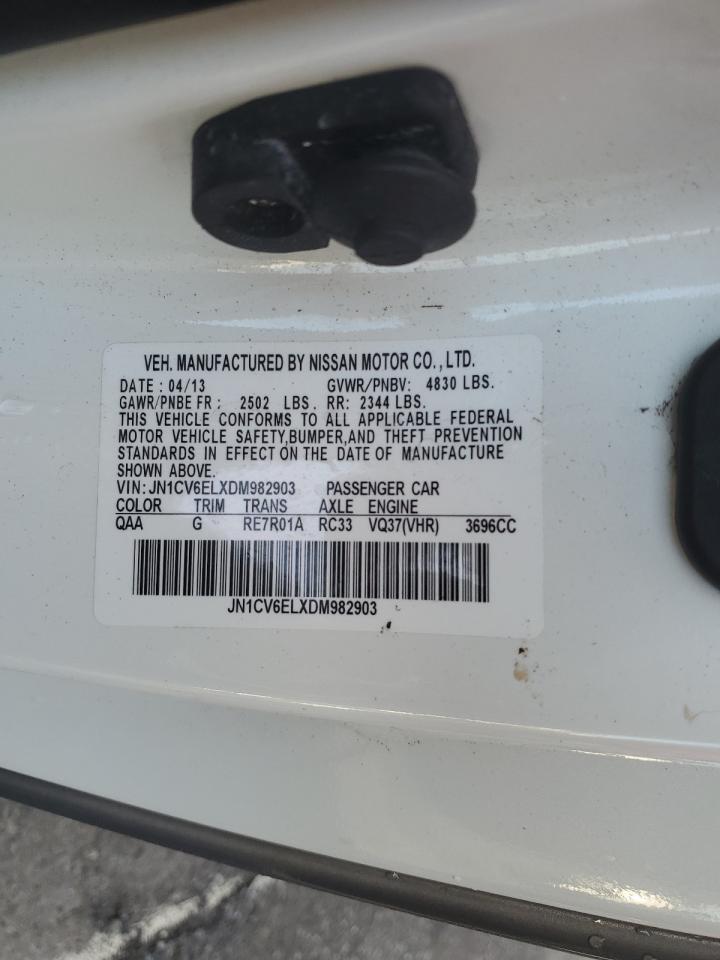 VEH. MANUFACTURED BY NISSAN MOTOR CO., LTD.
DATE : 04/13 GVWR/PNBV: 4830 LBS.
GAWR/PNBE FR : 2502 LBS. RR: 2344 LBS.
THIS VEHICLE CONFORMS TO ALL APPLICABLE FEDERAL
MOTOR VEHICLE SAFETY,BUMPER,AND THEFT PREVENTION
STANDARDS IN EFFECT ON THE DATE OF MANUFACTURE
SHOWN ABOVE.
VIN: JN1CV6ELXDM982903 PASSENGER CAR
COLOR TRIM TRANS AXLE ENGINE
QAA G RE7R01A RC33 VQ37(VHR) 3696CC
JN1CV6ELXDM982903